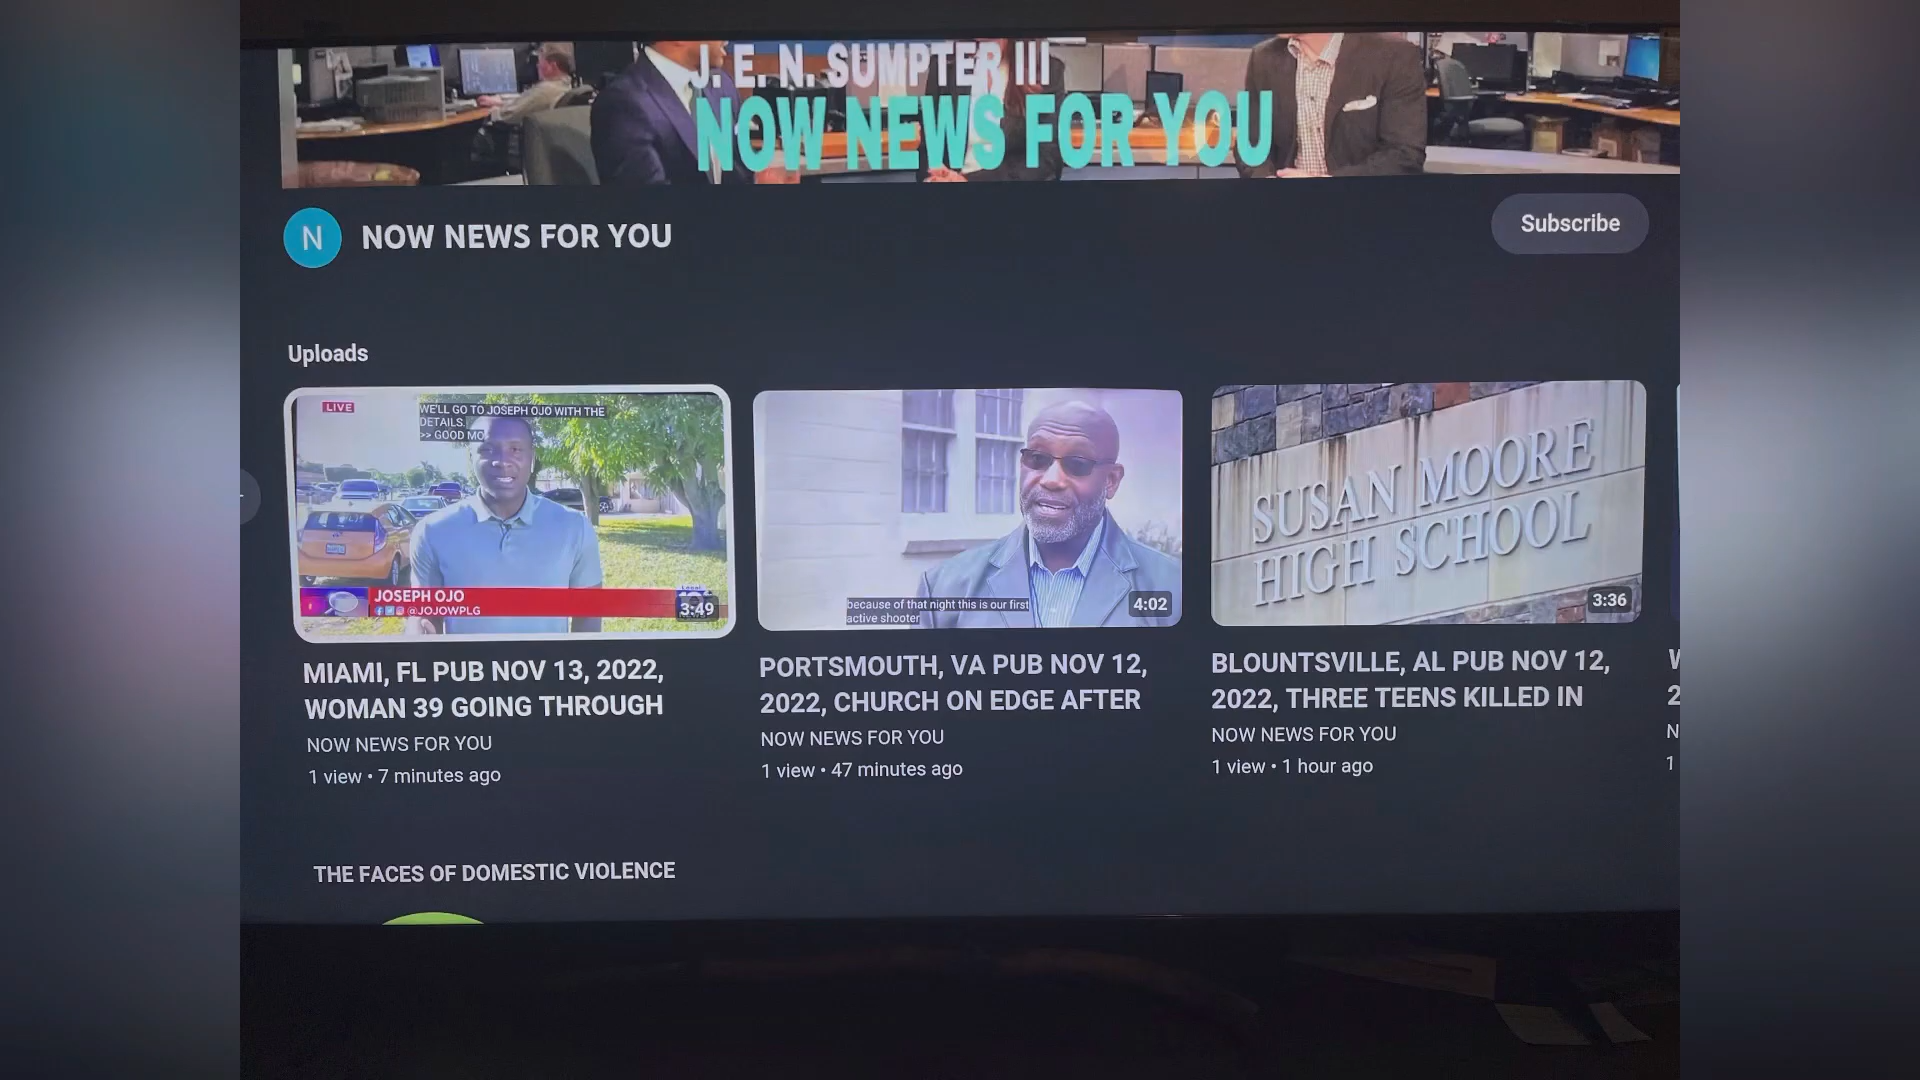 J. E. N. SUMPTER III
NOW NEWS FOR YOU
N
NOW NEWS FOR YOU
Subscribe
Uploads
LIVE
WE'LL GO TO JOSEPH OJO WITH THE
DETAILS.
>> GOOD MO
JOSEPH OJO
@JOJOWPLG
3:49
MIAMI, FL PUB NOV 13, 2022,
WOMAN 39 GOING THROUGH
NOW NEWS FOR YOU
1 view • 7 minutes ago
because of that night this is our first
active shooter
4:02
PORTSMOUTH, VA PUB NOV 12,
2022, CHURCH ON EDGE AFTER
NOW NEWS FOR YOU
1 view • 47 minutes ago
SUSAN MOORE
HIGH SCHOOL
3:36
BLOUNTSVILLE, AL PUB NOV 12,
2022, THREE TEENS KILLED IN
NOW NEWS FOR YOU
1 view • 1 hour ago
THE FACES OF DOMESTIC VIOLENCE